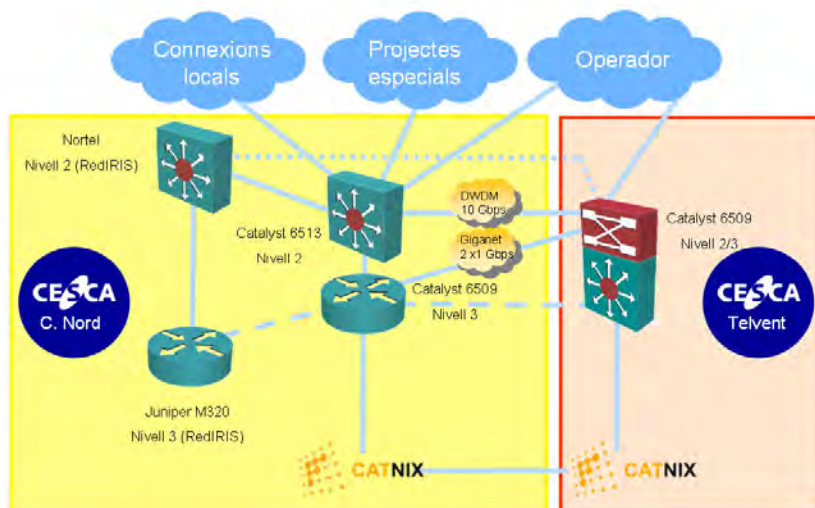 Connexions
locals
Projectes
especials
Operador
Nortel
Nivell 2 (RedIRIS)
Catalyst 6513
Nivell 2
DWDM
10 Gbps
Giganet
2 x1 Gbps
Catalyst 6509
Nivell 2/3
Catalyst 6509
Nivell 3
CESCA
C. Nord
CESCA
Telvent
Juniper M320
Nivell 3 (RedIRIS)
CATNIX
CATNIX